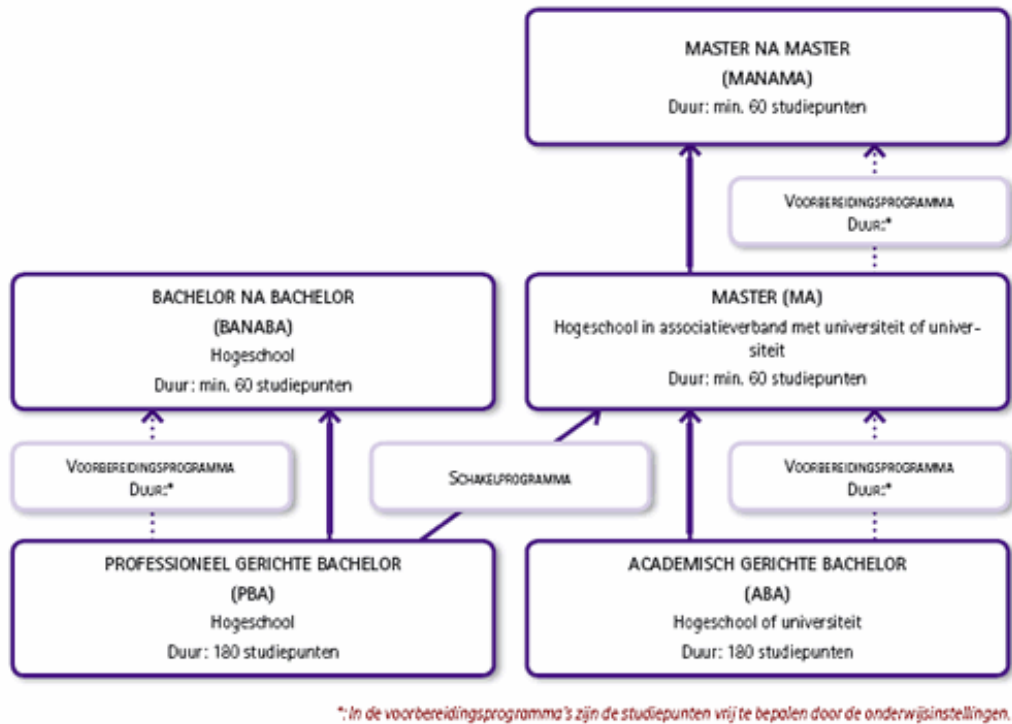 MASTER NA MASTER
(MANAMA)
Duur: min. 60 studiepunten
VOORBEREIDINGSPROGRAMMA
DUUR:*
BACHELOR NA BACHELOR
(BANABA)
Hogeschool
Duur: min. 60 studiepunten
MASTER (MA)
Hogeschool in associatieverband met universiteit of univer-
siteit
Duur: min. 60 studiepunten
VOORBEREIDINGSPROGRAMMA
DUUR:*
SCHAKELPROGRAMMA
VOORBEREIDINGSPROGRAMMA
DUUR:*
PROFESSIONEEL GERICHTE BACHELOR
(PBA)
Hogeschool
Duur: 180 studiepunten
ACADEMISCH GERICHTE BACHELOR
(ABA)
Hogeschool of universiteit
Duur: 180 studiepunten
*: In de voorbereidingsprogramma's zijn de studiepunten vrij te bepalen door de onderwijsinstellingen.